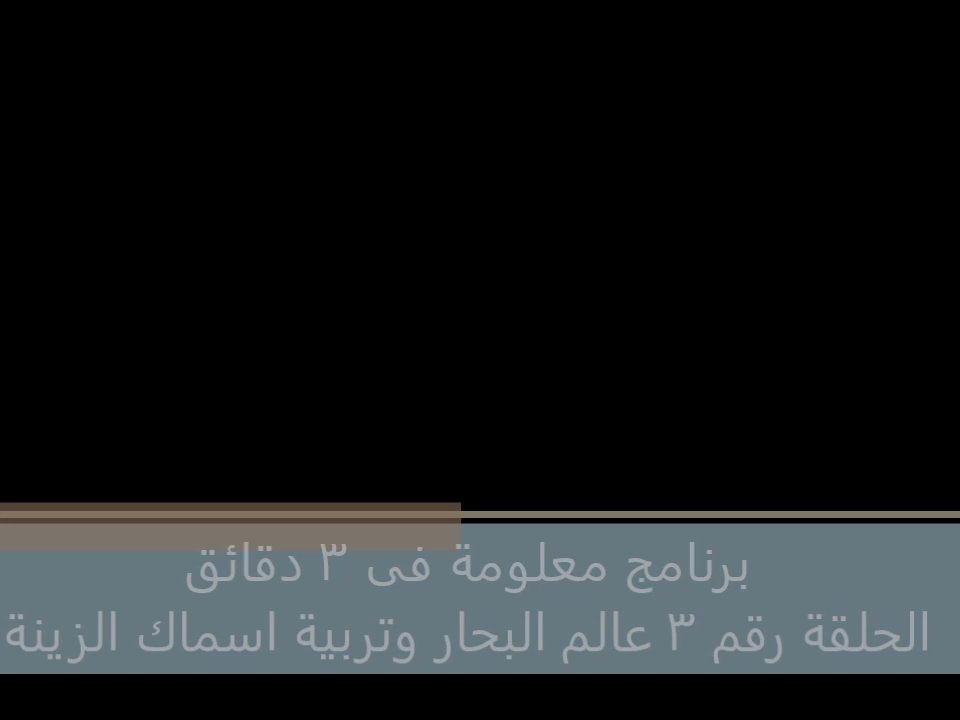 برنامج معلومة فى ٣ دقائق
الحلقة رقم ٣ عالم البحار وتربية اسماك الزينة